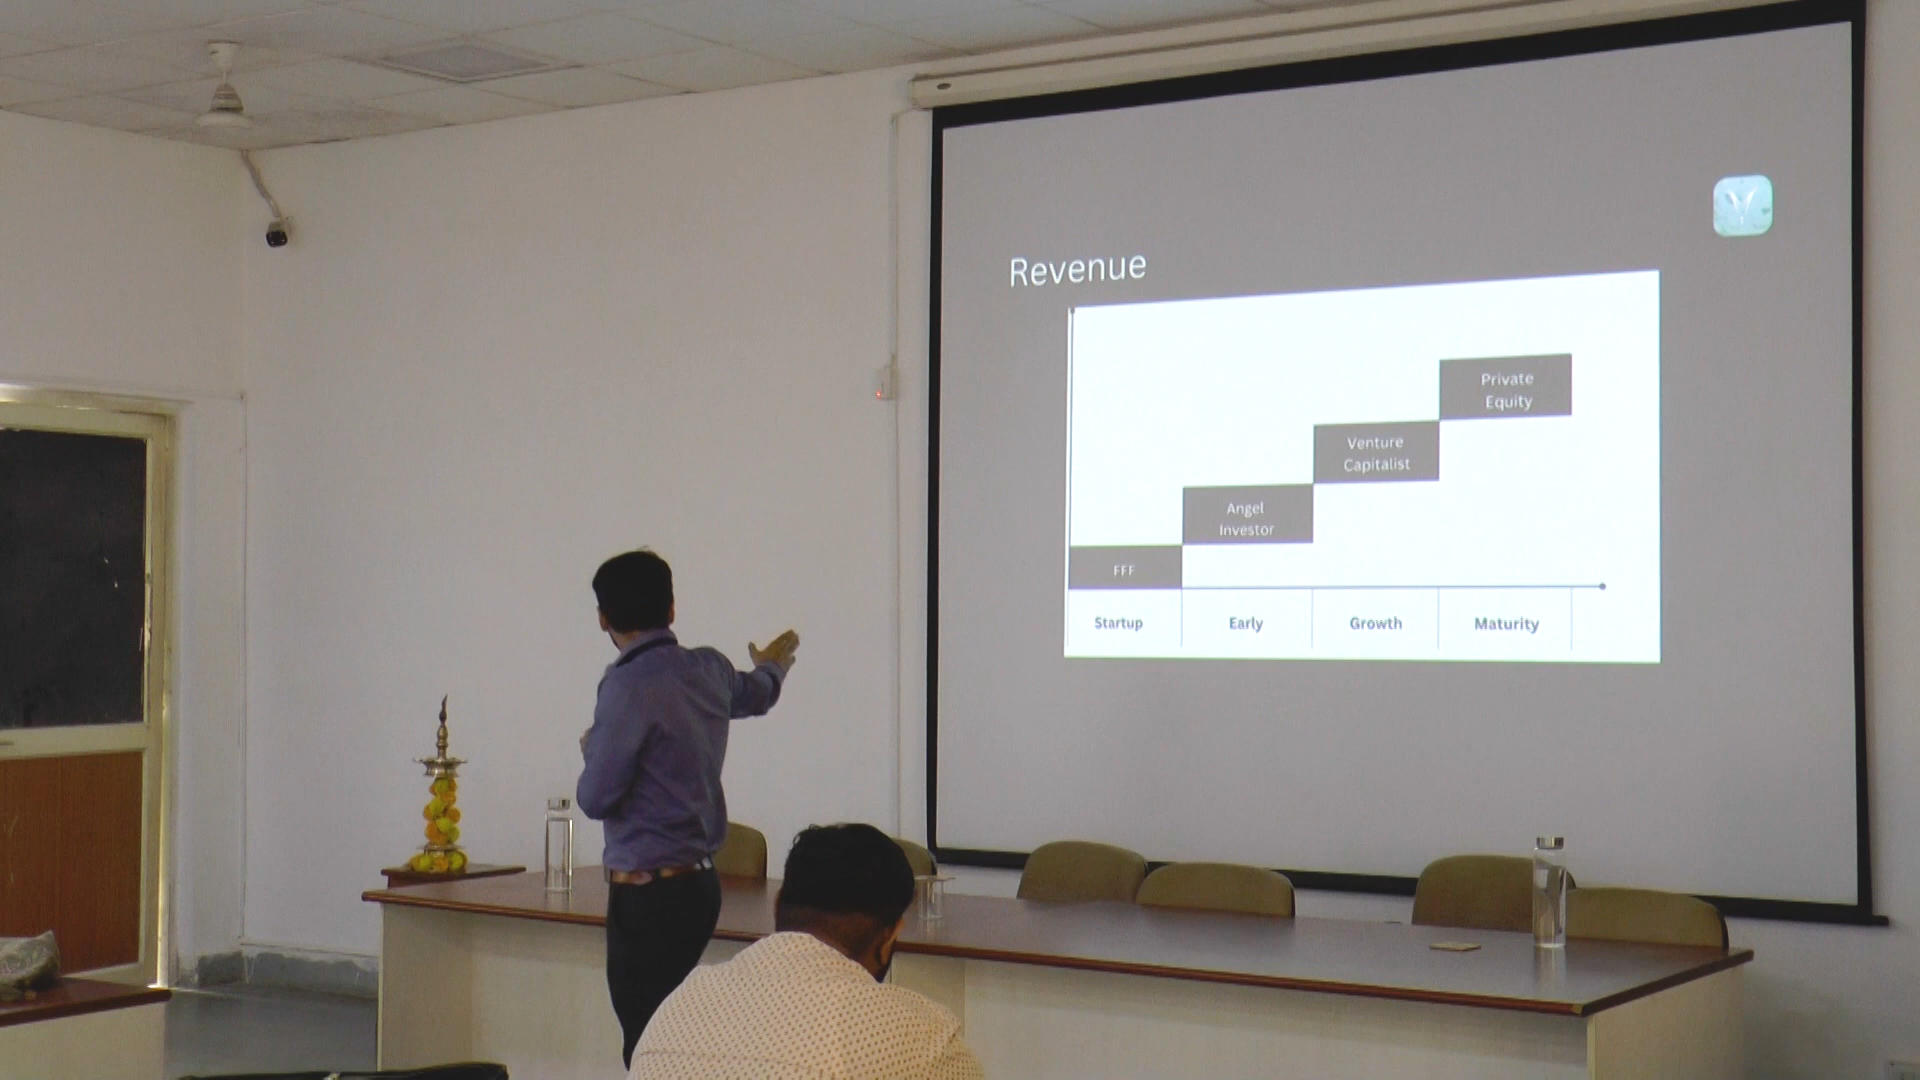 Revenue
Private
Equity
Venture
Capitalist
Angel
Investor
FFF
Startup
Early
Growth
Maturity